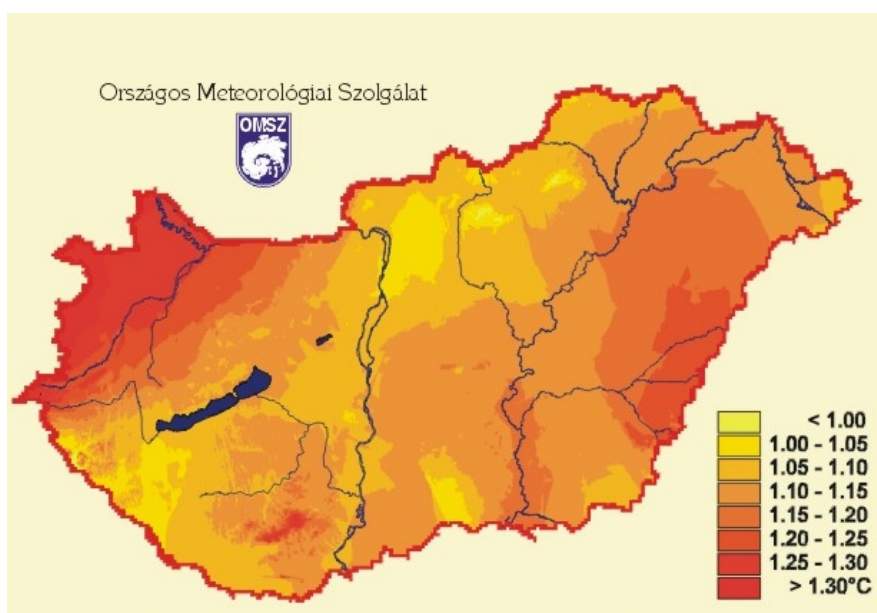 Országos Meteorológiai Szolgálat
OMSZ
< 1.00
1.00 - 1.05
1.05 - 1.10
1.10 - 1.15
1.15 - 1.20
1.20 - 1.25
1.25 - 1.30
> 1.30°C